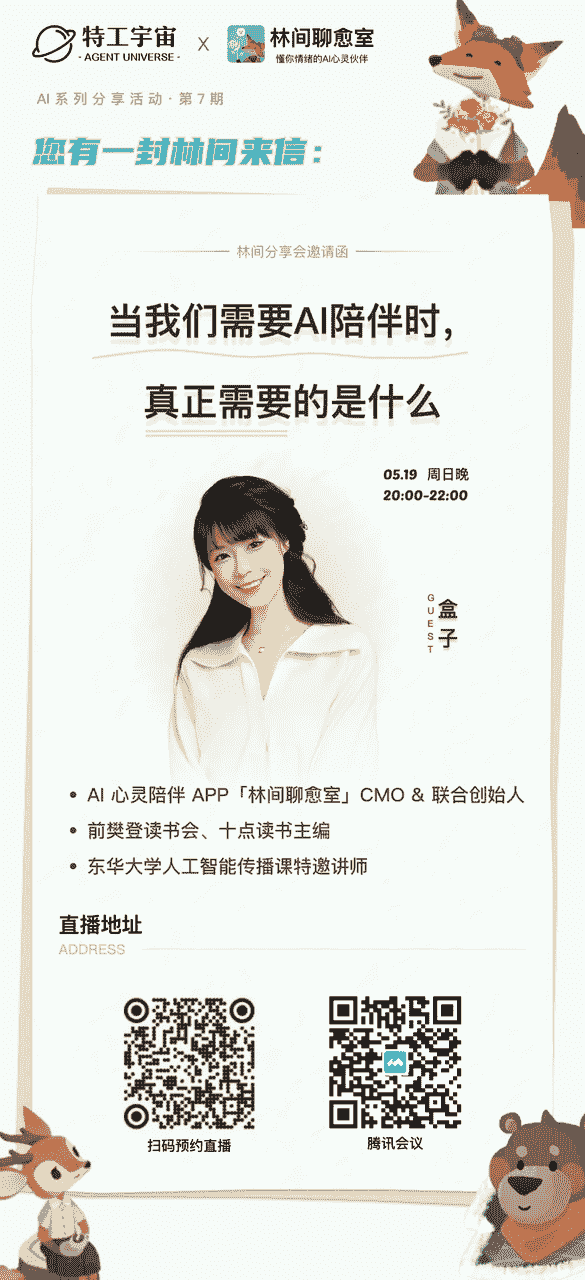 特工宇宙
· AGENT UNIVERSE ·
X
林间聊愈室
懂你情绪的AI心灵伙伴
AI系列分享活动·第7期
您有一封林间来信：
林间分享会邀请函
当我们需要AI陪伴时，
真正需要的是什么
05.19 周日晚
20:00-22:00
GUEST
盒子
• AI 心灵陪伴 APP「林间聊愈室」CMO & 联合创始人
• 前樊登读书会、十点读书主编
• 东华大学人工智能传播课特邀讲师
直播地址
ADDRESS
扫码预约直播
腾讯会议